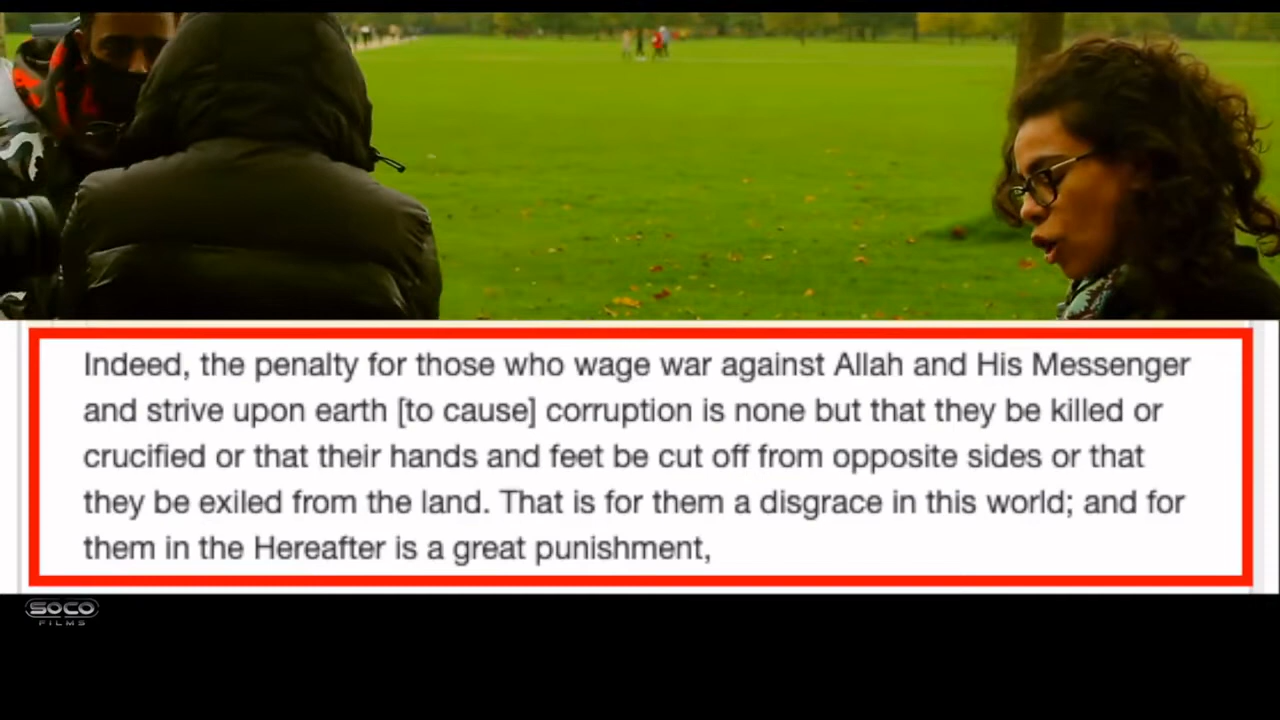 Indeed, the penalty for those who wage war against Allah and His Messenger
and strive upon earth [to cause] corruption is none but that they be killed or
crucified or that their hands and feet be cut off from opposite sides or that
they be exiled from the land. That is for them a disgrace in this world; and for
them in the Hereafter is a great punishment,
SOCO
FILMS